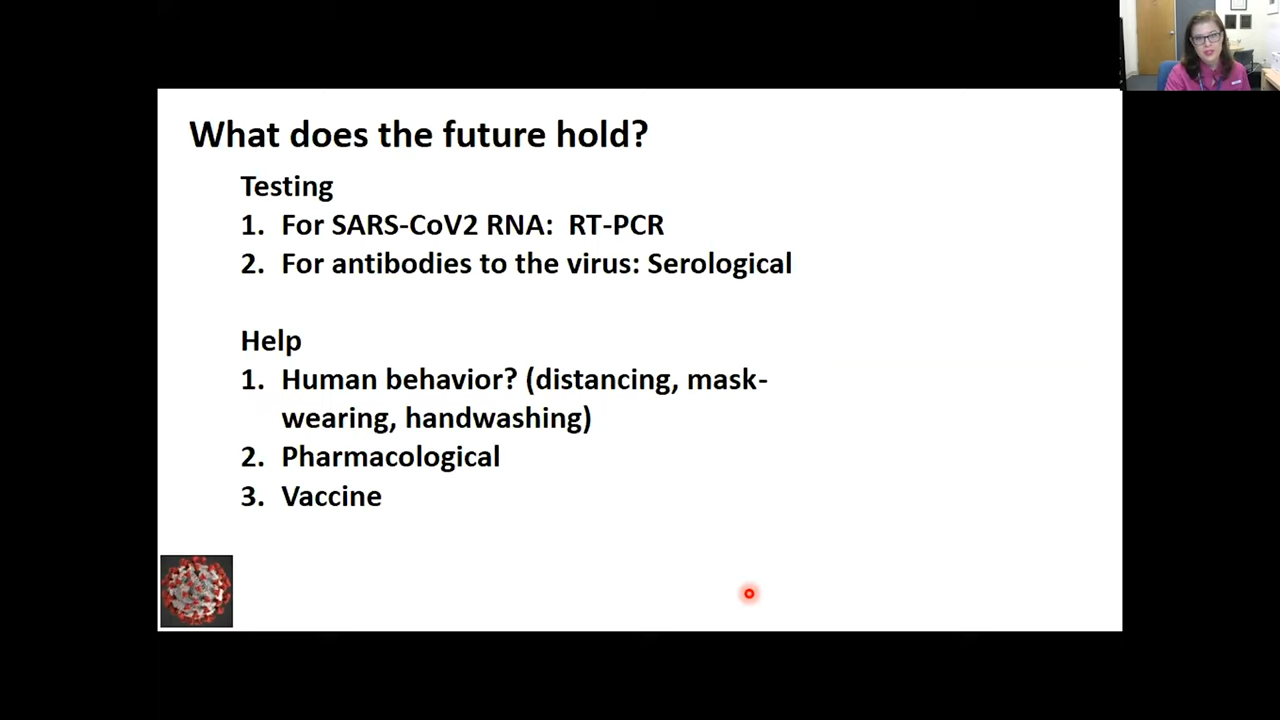 What does the future hold?
Testing
1. For SARS-CoV2 RNA: RT-PCR
2. For antibodies to the virus: Serological
Help
1. Human behavior? (distancing, mask-
wearing, handwashing)
2. Pharmacological
3. Vaccine